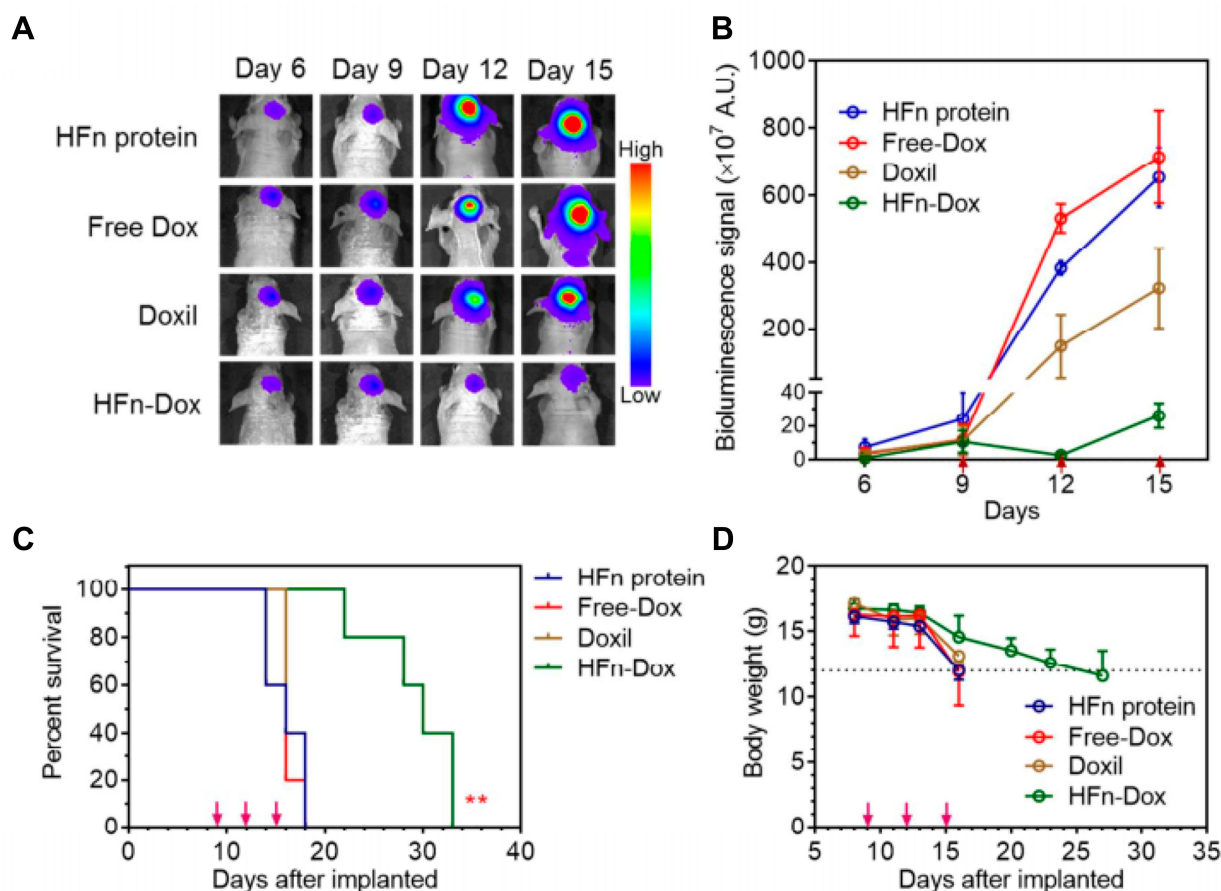 A
Day 6 Day 9 Day 12 Day 15
HFn protein
Free Dox
Doxil
HFn-Dox
High
Low
B
Bioluminescence signal (×10⁷ A.U.)
1000
800
600
400
200
40
20
0
HFn protein
Free-Dox
Doxil
HFn-Dox
6 9 12 15
Days
C
Percent survival
100
80
60
40
20
0
HFn protein
Free-Dox
Doxil
HFn-Dox
**
0 20 40
Days after implanted
D
Body weight (g)
20
15
10
5
0
HFn protein
Free-Dox
Doxil
HFn-Dox
5 10 15 20 25 30 35
Days after implanted